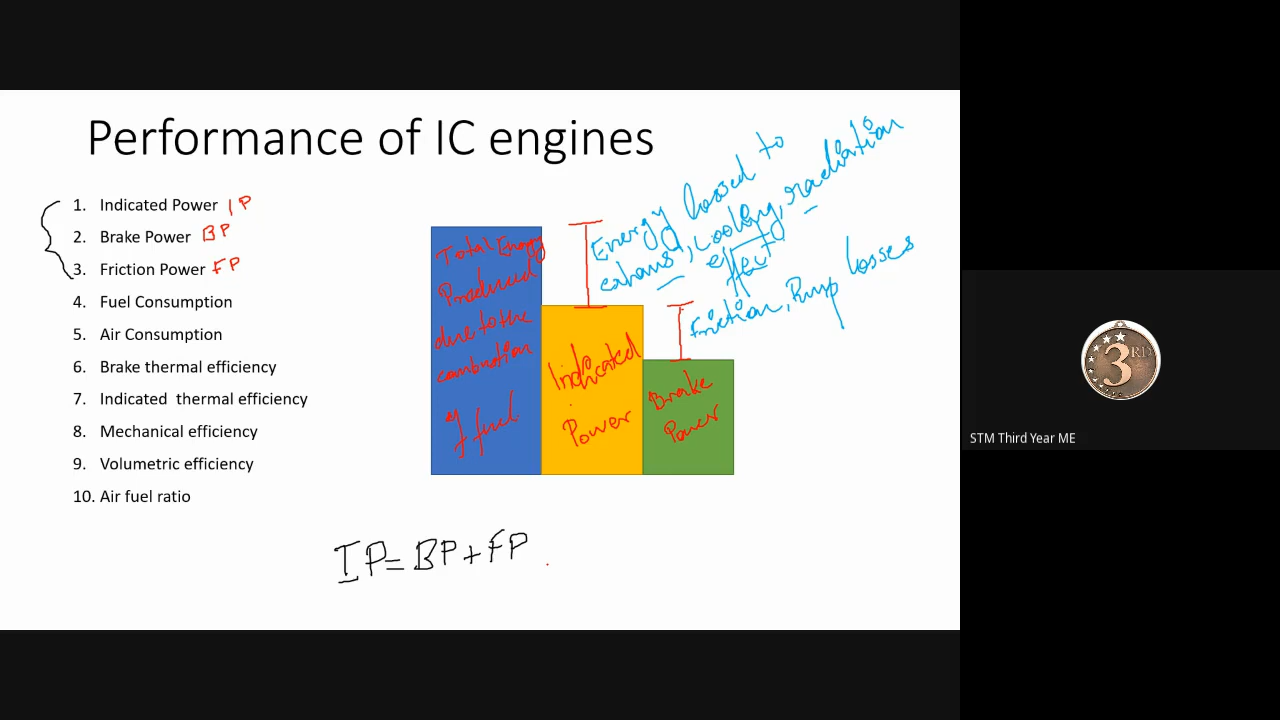 Performance of IC engines
1. Indicated Power IP
2. Brake Power BP
3. Friction Power FP
4. Fuel Consumption
5. Air Consumption
6. Brake thermal efficiency
7. Indicated thermal efficiency
8. Mechanical efficiency
9. Volumetric efficiency
10. Air fuel ratio
Total Energy
Produced
due to the
combustion
of fuel
Energy lossed to
exhaust, cooling, radiation
effect
Indicated
Power
Friction, Pump losses
Brake
Power
IP=BP+FP
3RD
STM Third Year ME